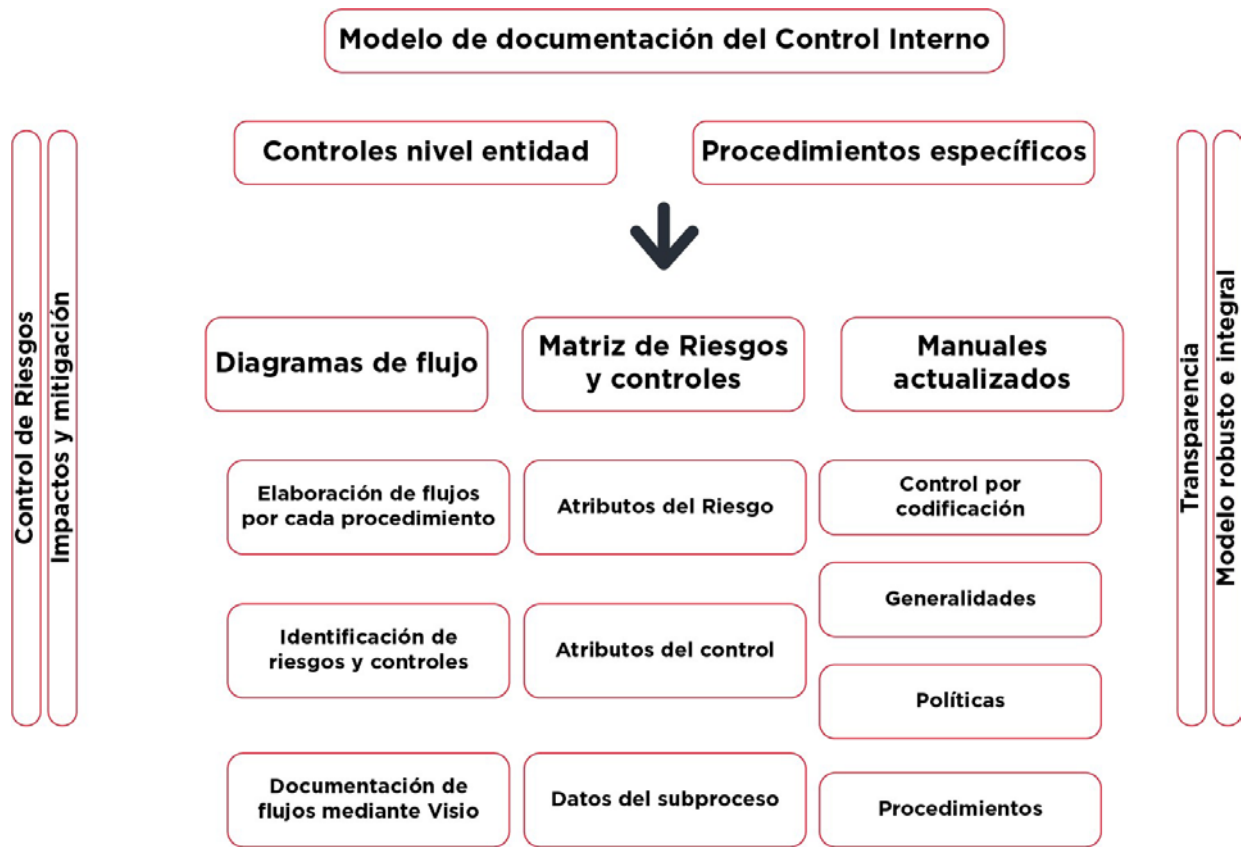 Modelo de documentación del Control Interno
Controles nivel entidad
Procedimientos específicos
Control de Riesgos
Impactos y mitigación
Diagramas de flujo
Matriz de Riesgos
y controles
Manuales
actualizados
Elaboración de flujos
por cada procedimiento
Atributos del Riesgo
Control por
codificación
Generalidades
Identificación de
riesgos y controles
Atributos del control
Políticas
Documentación de
flujos mediante Visio
Datos del subproceso
Procedimientos
Transparencia
Modelo robusto e integral